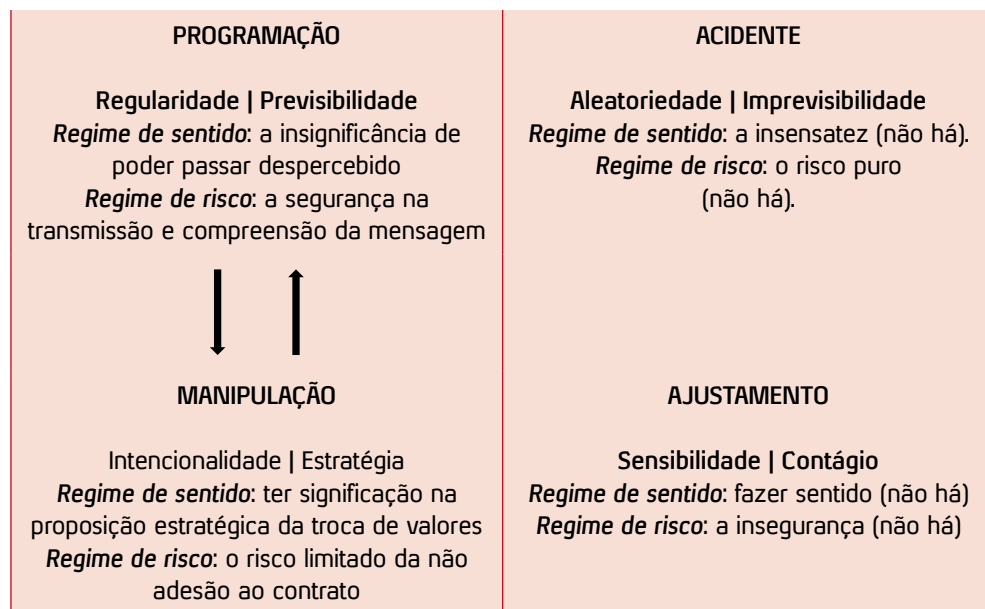 PROGRAMAÇÃO
Regularidade | Previsibilidade
Regime de sentido: a insignificância de
poder passar despercebido
Regime de risco: a segurança na
transmissão e compreensão da mensagem
ACIDENTE
Aleatoriedade | Imprevisibilidade
Regime de sentido: a insensatez (não há).
Regime de risco: o risco puro
(não há).
MANIPULAÇÃO
Intencionalidade | Estratégia
Regime de sentido: ter significação na
proposição estratégica da troca de valores
Regime de risco: o risco limitado da não
adesão ao contrato
AJUSTAMENTO
Sensibilidade | Contágio
Regime de sentido: fazer sentido (não há)
Regime de risco: a insegurança (não há)